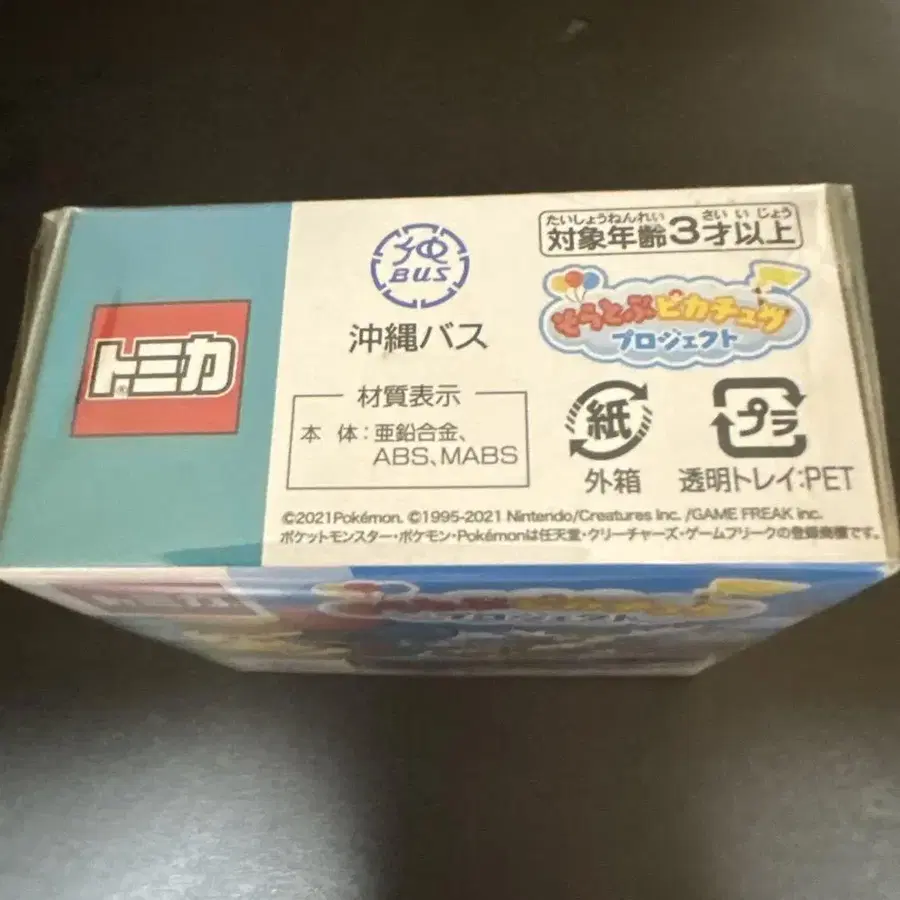 トミカ
沖
BUS
沖縄バス
たいしょうねんれい さい い じょう
対象年齢3才以上
そらとぶピカチュウ
プロジェクト
材質表示
本 体:亜鉛合金、
ABS、MABS
紙
外箱
プラ
透明トレイ:PET
©2021Pokémon. ©1995-2021 Nintendo/Creatures Inc. /GAME FREAK inc.
ポケットモンスター・ポケモン・Pokémonは任天堂・クリーチャーズ・ゲームフリークの登録商標です。